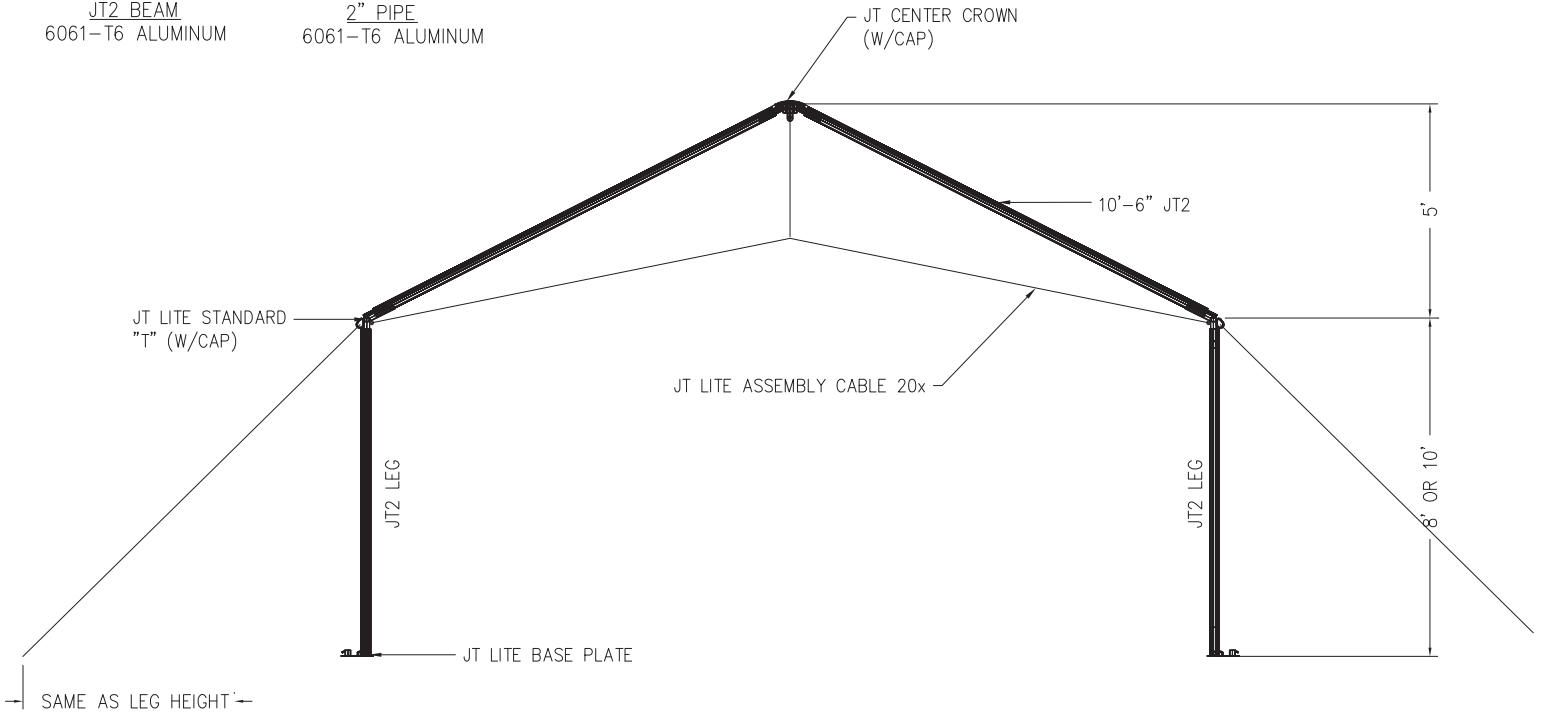 JT2 BEAM
6061-T6 ALUMINUM
2" PIPE
6061-T6 ALUMINUM
JT CENTER CROWN
(W/CAP)
10'-6" JT2
5'
JT LITE STANDARD
"T" (W/CAP)
JT LITE ASSEMBLY CABLE 20x
JT2 LEG
JT2 LEG
8' OR 10'
JT LITE BASE PLATE
SAME AS LEG HEIGHT